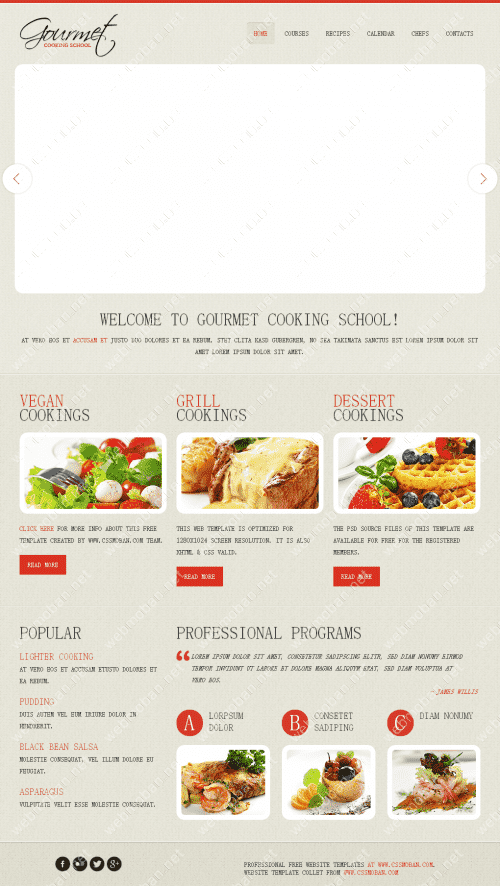 Gourmet
COOKING SCHOOL
HOME COURSES RECIPES CALENDAR CHEFS CONTACTS
WELCOME TO GOURMET COOKING SCHOOL!
AT VERO EOS ET ACCUSAM ET JUSTO DUO DOLORES ET EA REBUM. STET CLITA KASD GUBERGREN, NO SEA TAKIMATA SANCTUS EST LOREM IPSUM DOLOR SIT
AMET LOREM IPSUM DOLOR SIT AMET.
VEGAN
COOKINGS
CLICK HERE FOR MORE INFO ABOUT THIS FREE
TEMPLATE CREATED BY WWW.CSSMOBAN.COM TEAM.
READ MORE
GRILL
COOKINGS
THIS WEB TEMPLATE IS OPTIMIZED FOR
1280X1024 SCREEN RESOLUTION. IT IS ALSO
XHTML & CSS VALID.
READ MORE
DESSERT
COOKINGS
THE PSD SOURCE FILES OF THIS TEMPLATE ARE
AVAILABLE FOR FREE FOR THE REGISTERED
MEMBERS.
READ MORE
POPULAR
LIGHTER COOKING
AT VERO EOS ET ACCUSAM ETUSTO DOLORES ET
EA REBUM.
PUDDING
DUIS AUTEM VEL EUM IRIURE DOLOR IN
HENDRERIT.
BLACK BEAN SALSA
MOLESTIE CONSEQUAT, VEL ILLUM DOLORE EU
FEUGIAT.
ASPARAGUS
VULPUTATE VELIT ESSE MOLESTIE CONSEQUAT.
PROFESSIONAL PROGRAMS
LOREM IPSUM DOLOR SIT AMET, CONSETETUR SADIPSCING ELITR, SED DIAM NONUMY EIRMOD
TEMPOR INVIDUNT UT LABORE ET DOLORE MAGNA ALIQUYM ERAT, SED DIAM VOLUPTUA AT
VERO EOS.
—JAMES WILLIS
A LORPSUM
DOLOR
B CONSETET
SADIPING
C DIAM NONUMY
PROFESSIONAL FREE WEBSITE TEMPLATES AT WWW.CSSMOBAN.COM.
WEBSITE TEMPLATE COLLET FROM WWW.CSSMOBAN.COM